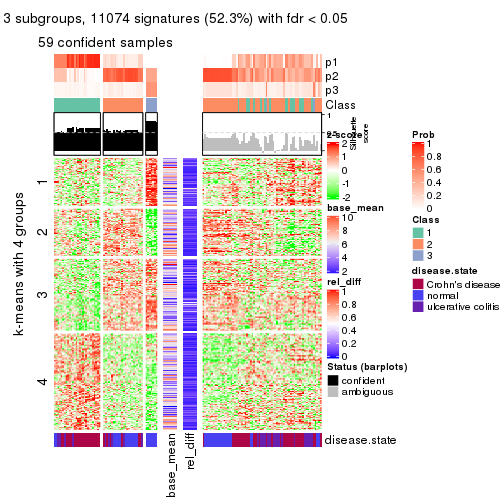 3 subgroups, 11074 signatures (52.3%) with fdr < 0.05
59 confident samples
p1
p2
p3
Class
1
0.5
0
Silhouette
score
z-score
2
1
0
-1
-2
base_mean
10
8
6
4
2
rel_diff
1
0.8
0.6
0.4
0.2
0
Status (barplots)
confident
ambiguous
Prob
1
0.8
0.6
0.4
0.2
0
Class
1
2
3
disease.state
Crohn's disease
normal
ulcerative colitis
k-means with 4 groups
1
2
3
4
disease.state
base_mean
rel_diff